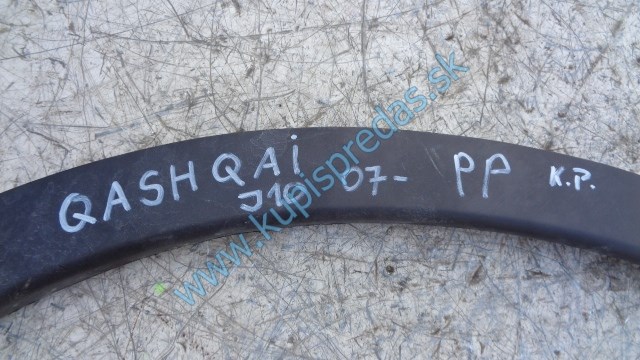 QASHQAi
J10 07- PP K.P.
www.kupispredas.sk